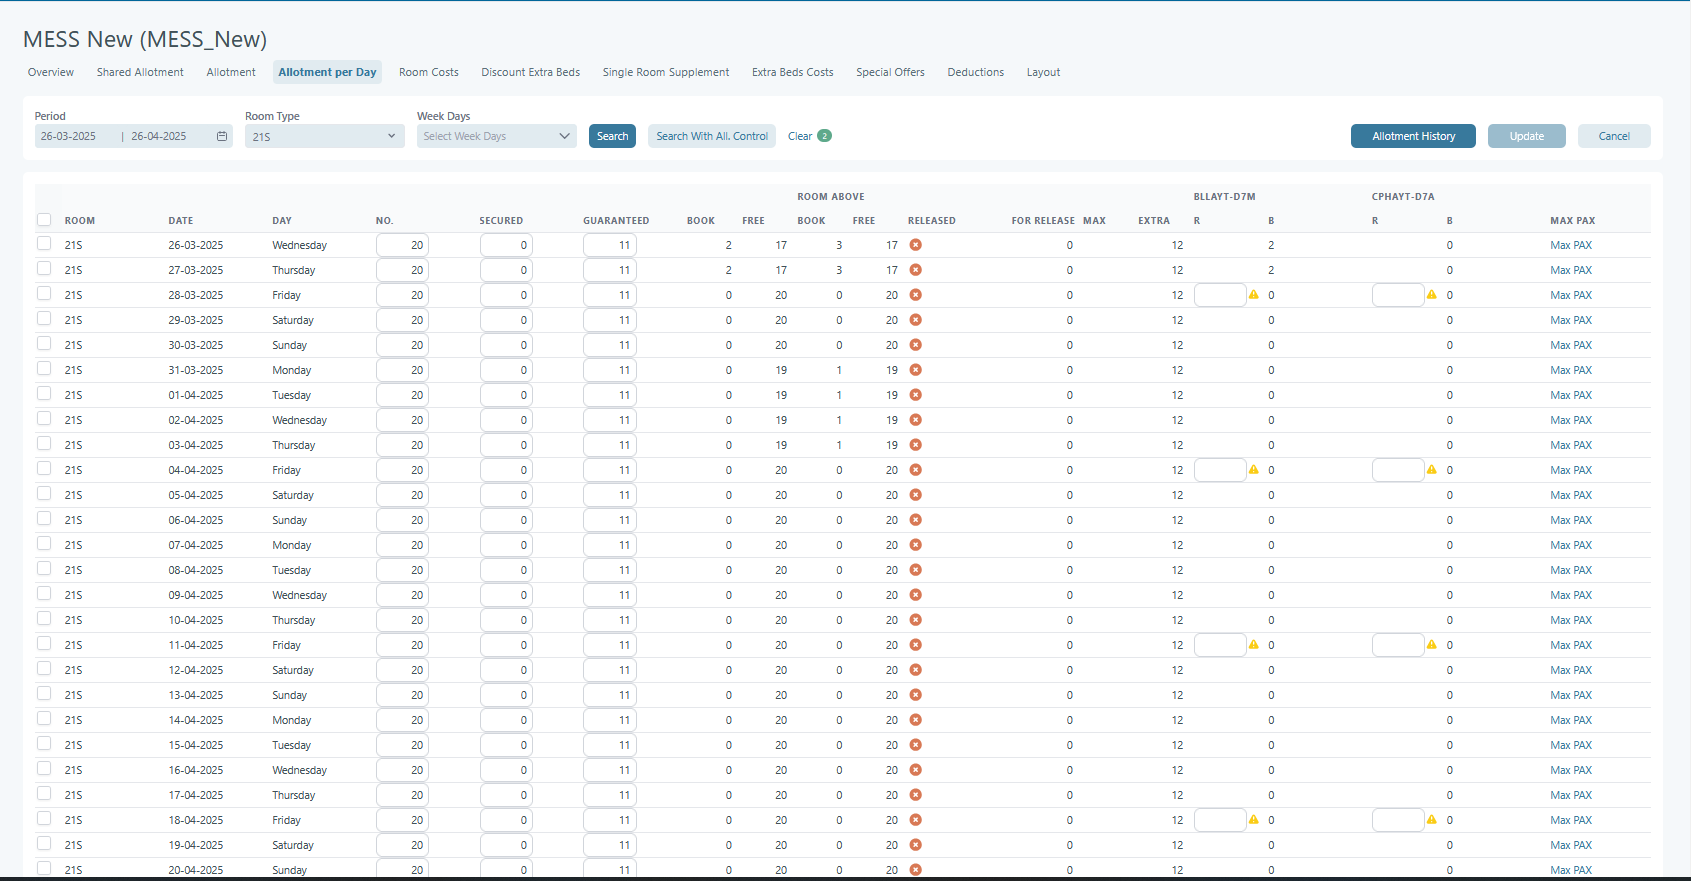 MESS New (MESS_New)
Overview Shared Allotment Allotment Allotment per Day Room Costs Discount Extra Beds Single Room Supplement Extra Beds Costs Special Offers Deductions Layout
Period Room Type Week Days
26-03-2025 | 26-04-2025 21S Select Week Days Search Search With All. Control Clear 2 Allotment History Update Cancel
ROOM ABOVE BLLAYT-D7M CPHAYT-D7A
ROOM DATE DAY NO. SECURED GUARANTEED BOOK FREE BOOK FREE RELEASED FOR RELEASE MAX EXTRA R B R B MAX PAX
21S 26-03-2025 Wednesday 20 0 11 2 17 3 17 0 12 2 0 Max PAX
21S 27-03-2025 Thursday 20 0 11 2 17 3 17 0 12 2 0 Max PAX
21S 28-03-2025 Friday 20 0 11 0 20 0 20 0 12 0 0 Max PAX
21S 29-03-2025 Saturday 20 0 11 0 20 0 20 0 12 0 0 Max PAX
21S 30-03-2025 Sunday 20 0 11 0 20 0 20 0 12 0 0 Max PAX
21S 31-03-2025 Monday 20 0 11 0 19 1 19 0 12 0 0 Max PAX
21S 01-04-2025 Tuesday 20 0 11 0 19 1 19 0 12 0 0 Max PAX
21S 02-04-2025 Wednesday 20 0 11 0 19 1 19 0 12 0 0 Max PAX
21S 03-04-2025 Thursday 20 0 11 0 19 1 19 0 12 0 0 Max PAX
21S 04-04-2025 Friday 20 0 11 0 20 0 20 0 12 0 0 Max PAX
21S 05-04-2025 Saturday 20 0 11 0 20 0 20 0 12 0 0 Max PAX
21S 06-04-2025 Sunday 20 0 11 0 20 0 20 0 12 0 0 Max PAX
21S 07-04-2025 Monday 20 0 11 0 20 0 20 0 12 0 0 Max PAX
21S 08-04-2025 Tuesday 20 0 11 0 20 0 20 0 12 0 0 Max PAX
21S 09-04-2025 Wednesday 20 0 11 0 20 0 20 0 12 0 0 Max PAX
21S 10-04-2025 Thursday 20 0 11 0 20 0 20 0 12 0 0 Max PAX
21S 11-04-2025 Friday 20 0 11 0 20 0 20 0 12 0 0 Max PAX
21S 12-04-2025 Saturday 20 0 11 0 20 0 20 0 12 0 0 Max PAX
21S 13-04-2025 Sunday 20 0 11 0 20 0 20 0 12 0 0 Max PAX
21S 14-04-2025 Monday 20 0 11 0 20 0 20 0 12 0 0 Max PAX
21S 15-04-2025 Tuesday 20 0 11 0 20 0 20 0 12 0 0 Max PAX
21S 16-04-2025 Wednesday 20 0 11 0 20 0 20 0 12 0 0 Max PAX
21S 17-04-2025 Thursday 20 0 11 0 20 0 20 0 12 0 0 Max PAX
21S 18-04-2025 Friday 20 0 11 0 20 0 20 0 12 0 0 Max PAX
21S 19-04-2025 Saturday 20 0 11 0 20 0 20 0 12 0 0 Max PAX
21S 20-04-2025 Sunday 20 0 11 0 20 0 20 0 12 0 0 Max PAX